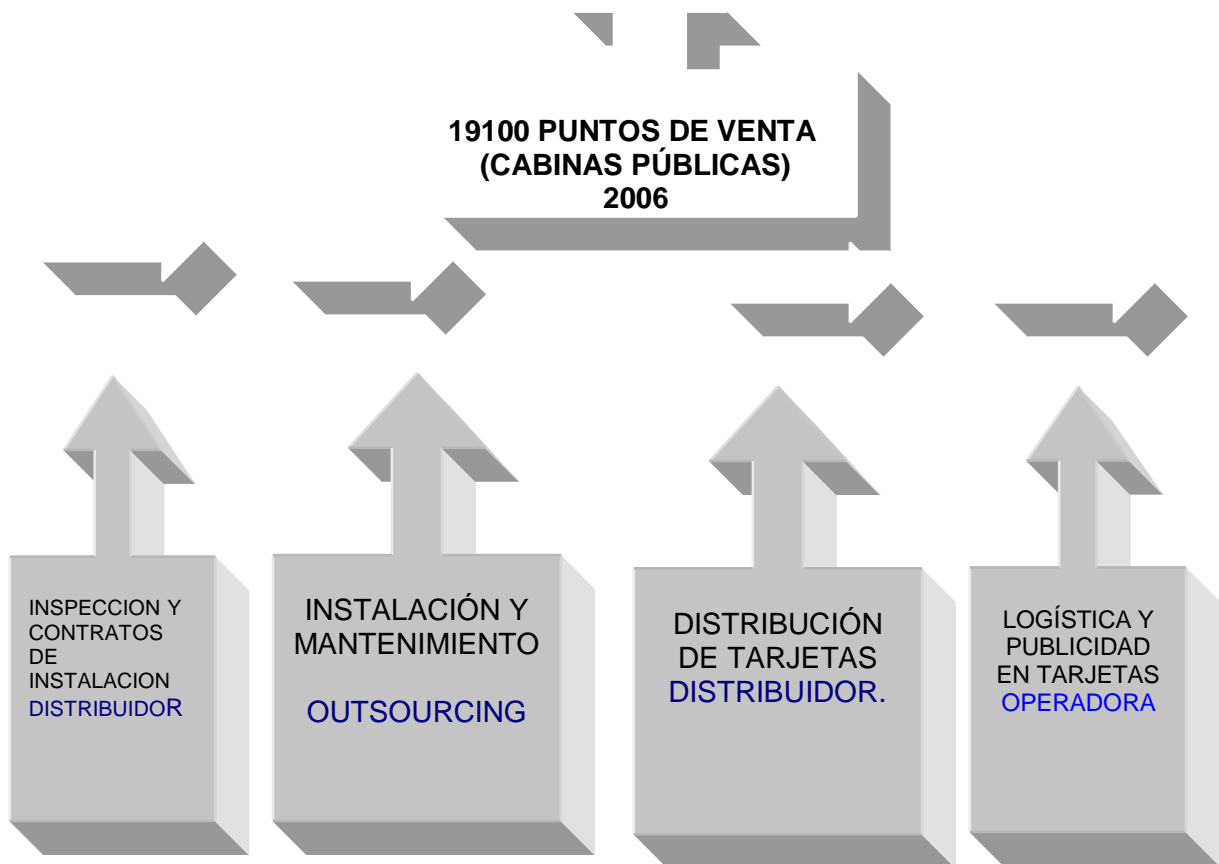 19100 PUNTOS DE VENTA
(CABINAS PÚBLICAS)
2006
INSPECCION Y
CONTRATOS
DE
INSTALACION
DISTRIBUIDOR
INSTALACIÓN Y
MANTENIMIENTO
OUTSOURCING
DISTRIBUCIÓN
DE TARJETAS
DISTRIBUIDOR.
LOGÍSTICA Y
PUBLICIDAD
EN TARJETAS
OPERADORA